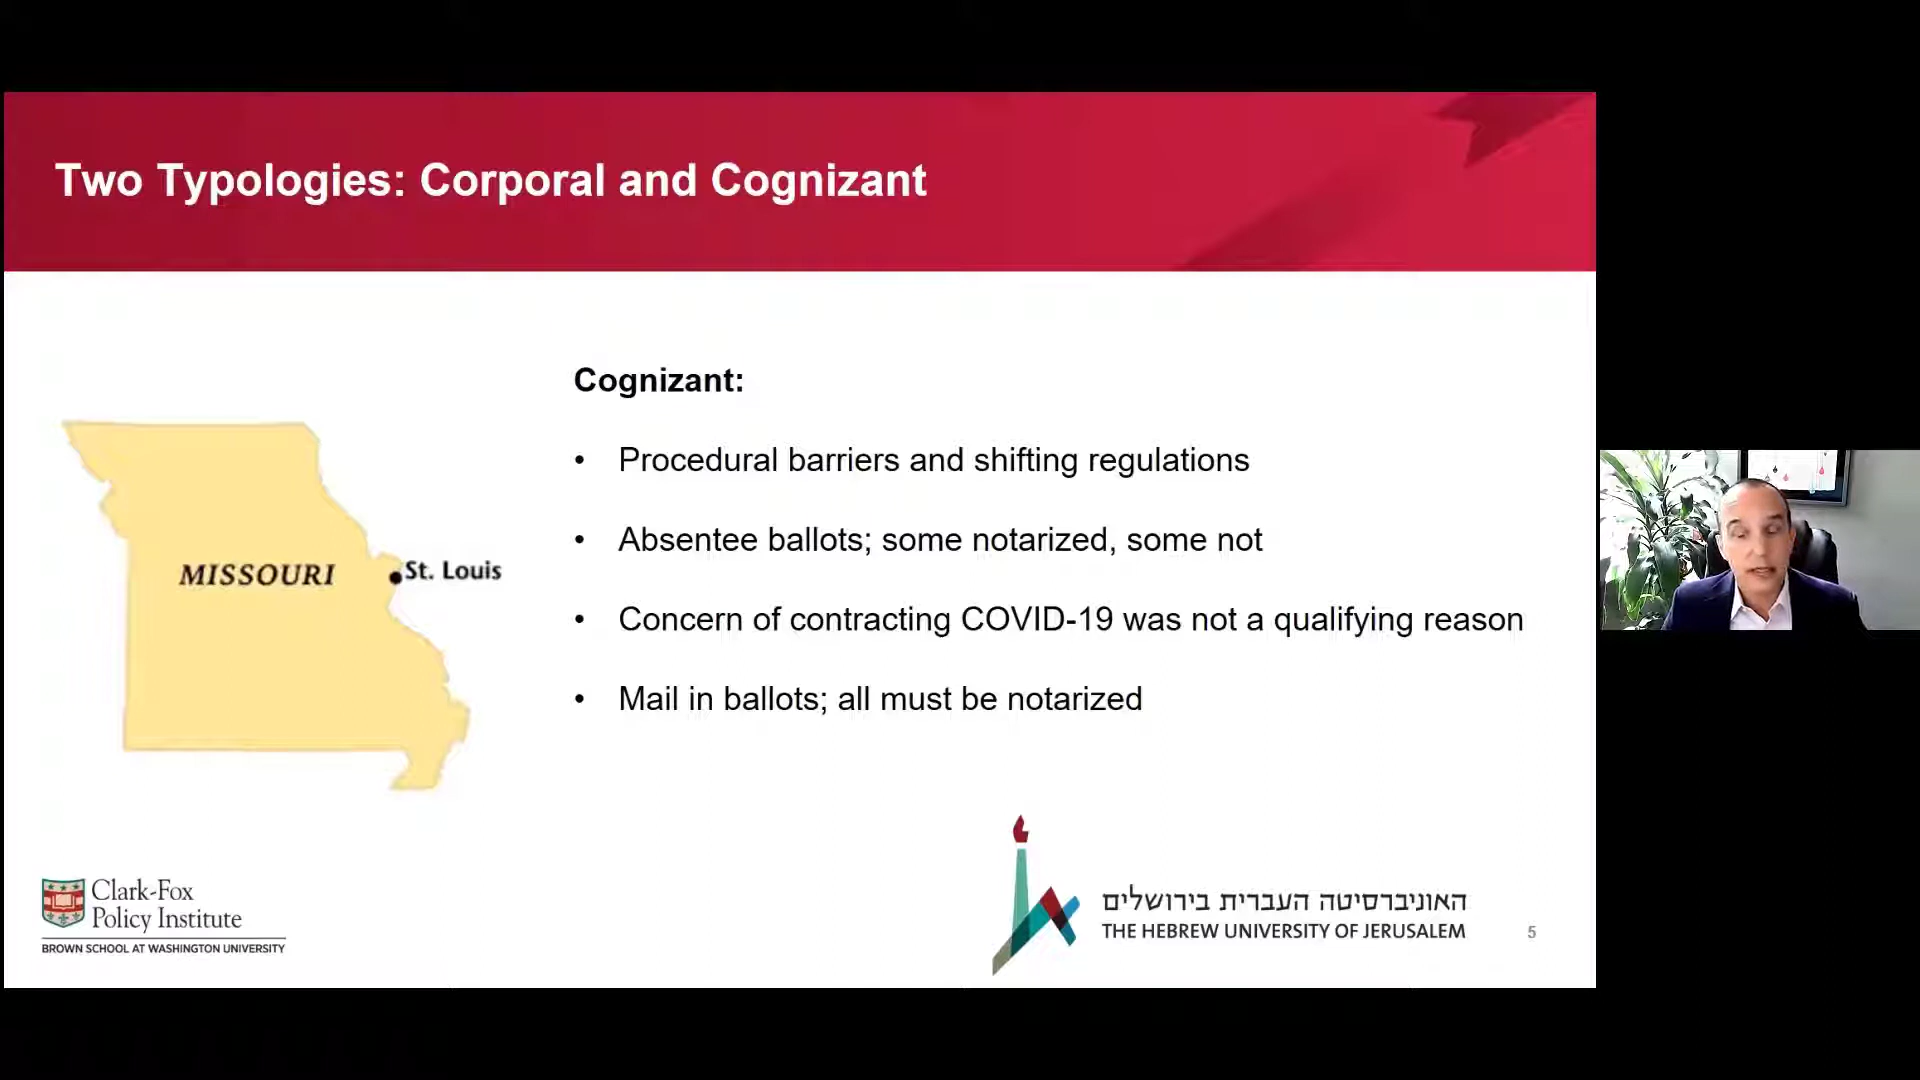 Two Typologies: Corporal and Cognizant
Cognizant:
• Procedural barriers and shifting regulations
• Absentee ballots; some notarized, some not
• Concern of contracting COVID-19 was not a qualifying reason
• Mail in ballots; all must be notarized
MISSOURI
St. Louis
Clark-Fox
Policy Institute
BROWN SCHOOL AT WASHINGTON UNIVERSITY
האוניברסיטה העברית בירושלים
THE HEBREW UNIVERSITY OF JERUSALEM
5